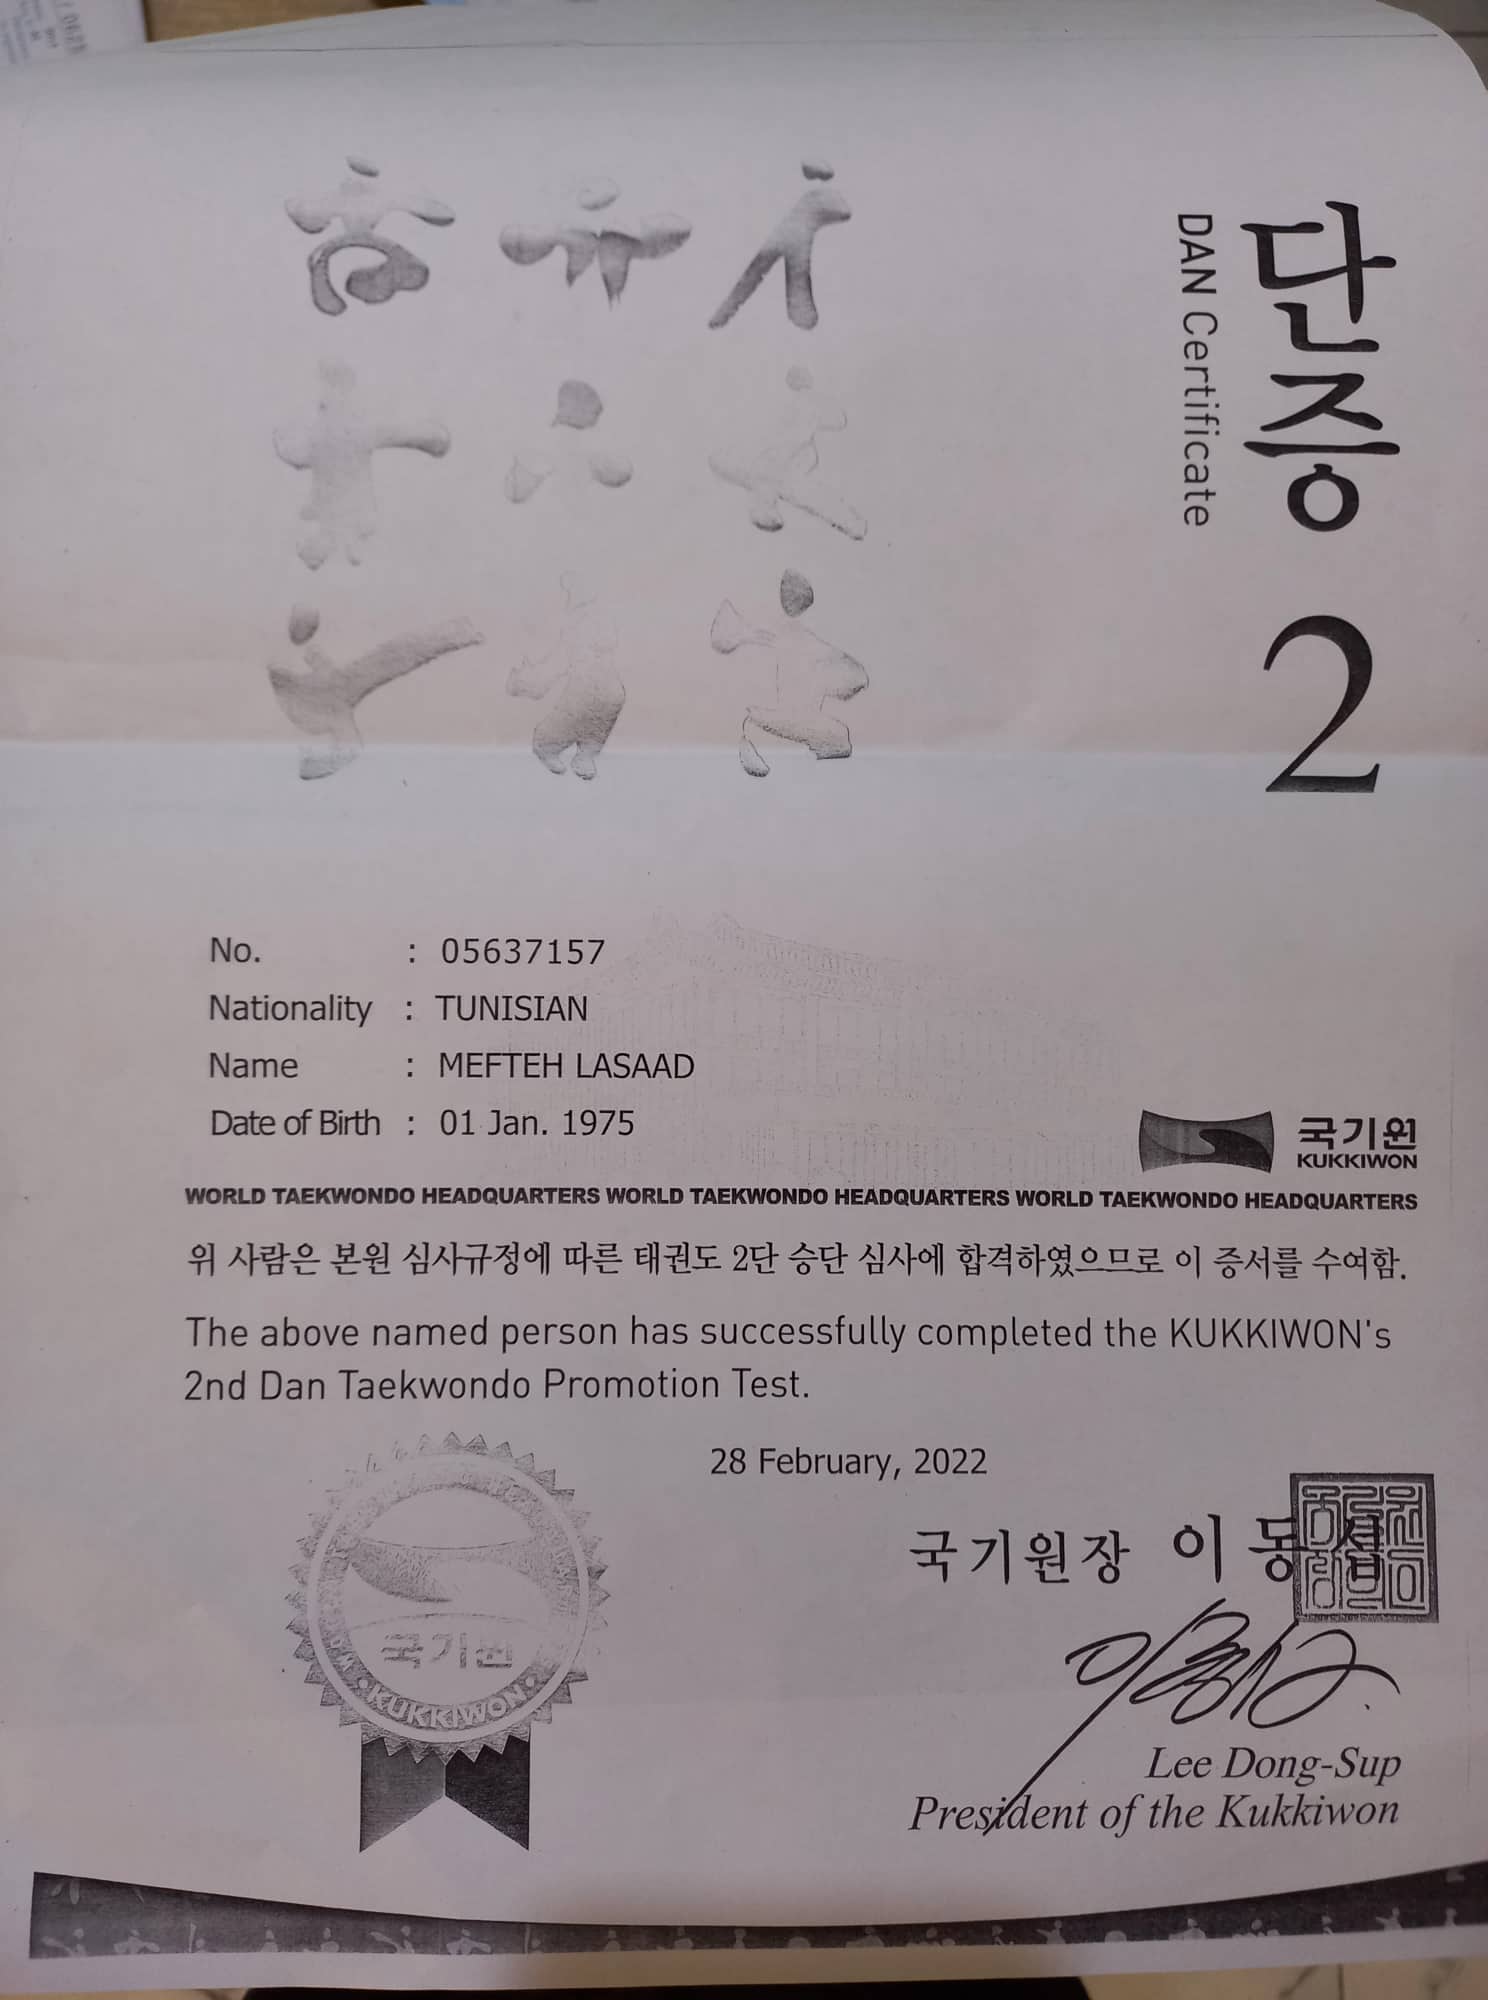 단증 2
DAN Certificate
No. : 05637157
Nationality : TUNISIAN
Name : MEFTEH LASAAD
Date of Birth : 01 Jan. 1975
국기원
KUKKIWON
WORLD TAEKWONDO HEADQUARTERS WORLD TAEKWONDO HEADQUARTERS WORLD TAEKWONDO HEADQUARTERS
위 사람은 본원 심사규정에 따른 태권도 2단 승단 심사에 합격하였으므로 이 증서를 수여함.
The above named person has successfully completed the KUKKIWON's
2nd Dan Taekwondo Promotion Test.
28 February, 2022
국기원장 이 동 섭
국기원
KUKKIWON
Lee Dong-Sup
President of the Kukkiwon